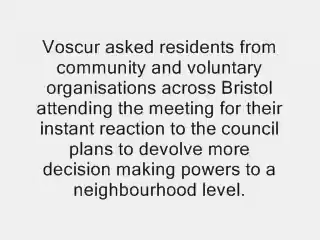 Voscur asked residents from
community and voluntary
organisations across Bristol
attending the meeting for their
instant reaction to the council
plans to devolve more
decision making powers to a
neighbourhood level.